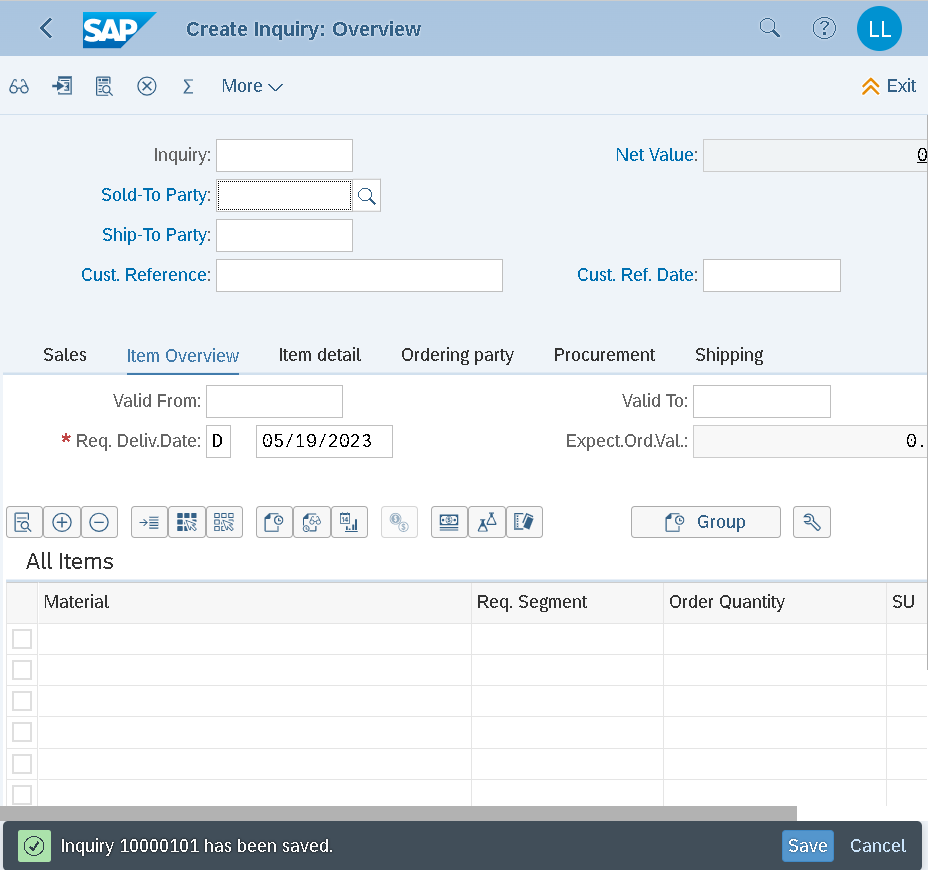 SAP Create Inquiry: Overview ? LL
Σ More Exit
Inquiry: Net Value: 0
Sold-To Party:
Ship-To Party:
Cust. Reference: Cust. Ref. Date:
Sales Item Overview Item detail Ordering party Procurement Shipping
Valid From: Valid To:
* Req. Deliv.Date: D 05/19/2023 Expect.Ord.Val.: 0.
Group
All Items
Material Req. Segment Order Quantity SU
Inquiry 10000101 has been saved. Save Cancel